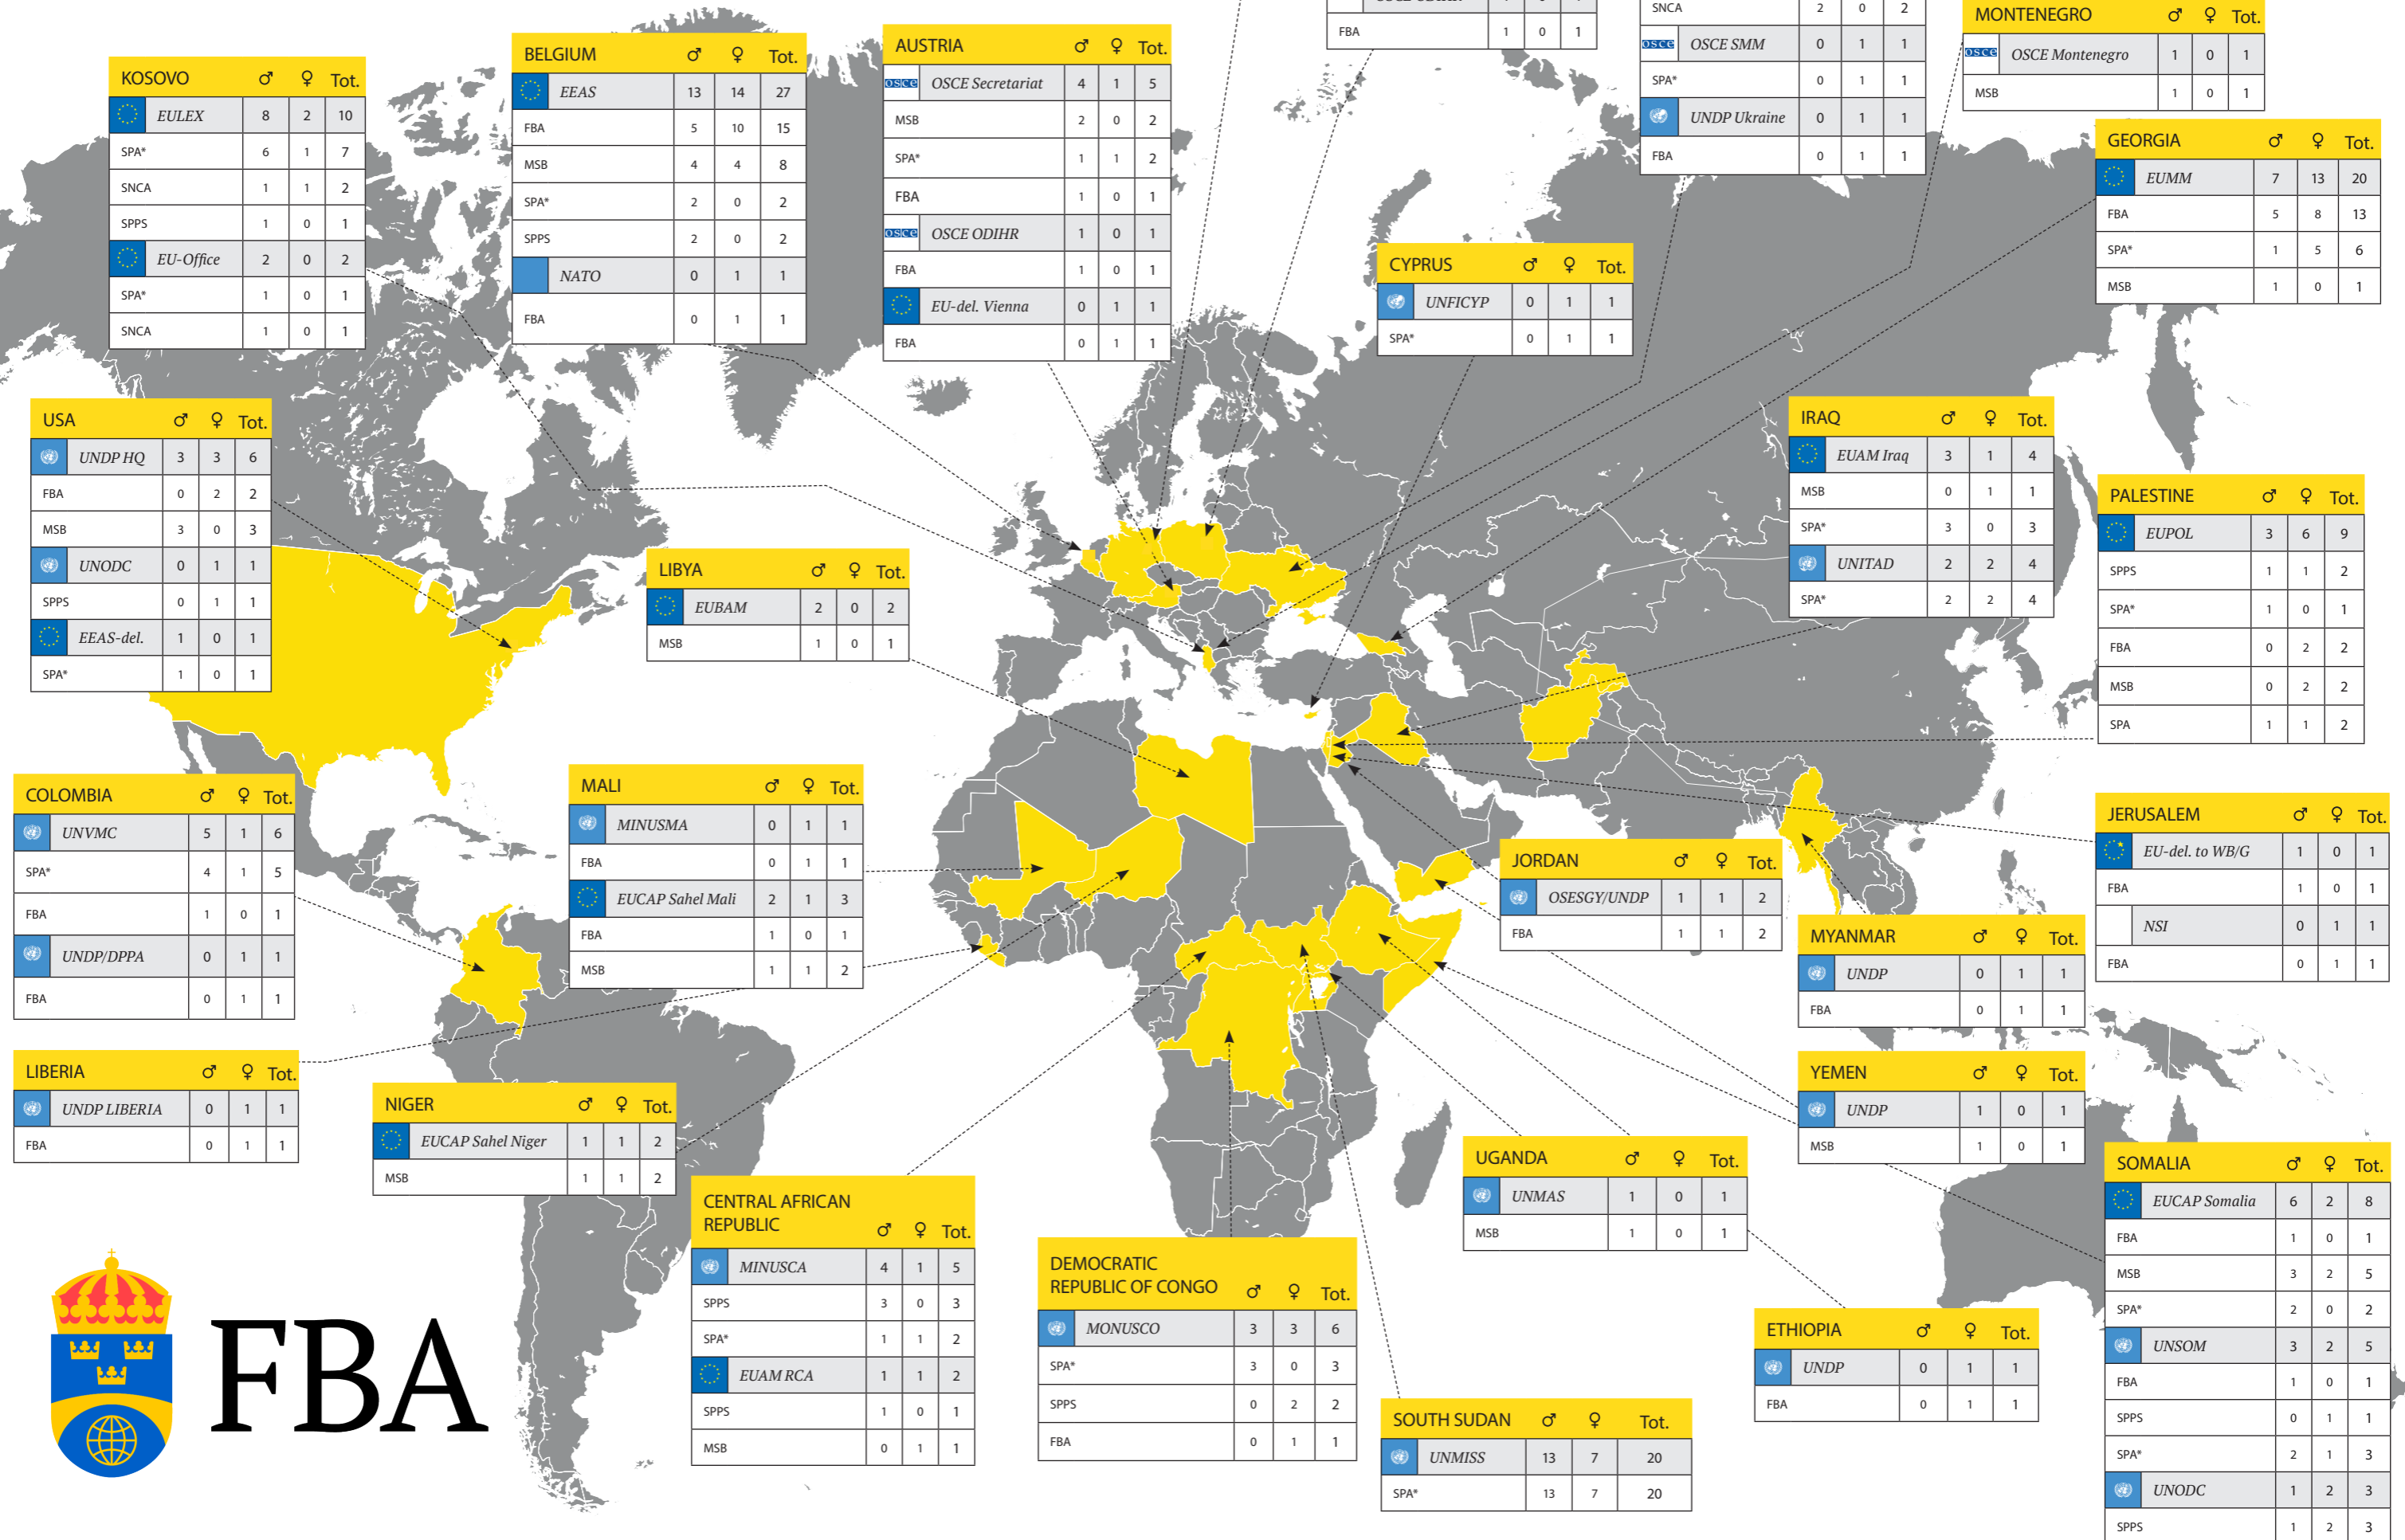 FBA 1 0 1
SNCA 2 0 2
osce OSCE SMM 0 1 1
SPA* 0 1 1
UNDP Ukraine 0 1 1
FBA 0 1 1
MONTENEGRO ♂ ♀ Tot.
osce OSCE Montenegro 1 0 1
MSB 1 0 1
KOSOVO ♂ ♀ Tot.
EULEX 8 2 10
SPA* 6 1 7
SNCA 1 1 2
SPPS 1 0 1
EU-Office 2 0 2
SPA* 1 0 1
SNCA 1 0 1
BELGIUM ♂ ♀ Tot.
EEAS 13 14 27
FBA 5 10 15
MSB 4 4 8
SPA* 2 0 2
SPPS 2 0 2
NATO 0 1 1
FBA 0 1 1
AUSTRIA ♂ ♀ Tot.
osce OSCE Secretariat 4 1 5
MSB 2 0 2
SPA* 1 1 2
FBA 1 0 1
osce OSCE ODIHR 1 0 1
FBA 1 0 1
EU-del. Vienna 0 1 1
FBA 0 1 1
CYPRUS ♂ ♀ Tot.
UNFICYP 0 1 1
SPA* 0 1 1
GEORGIA ♂ ♀ Tot.
EUMM 7 13 20
FBA 5 8 13
SPA* 1 5 6
MSB 1 0 1
USA ♂ ♀ Tot.
UNDP HQ 3 3 6
FBA 0 2 2
MSB 3 0 3
UNODC 0 1 1
SPPS 0 1 1
EEAS-del. 1 0 1
SPA* 1 0 1
LIBYA ♂ ♀ Tot.
EUBAM 2 0 2
MSB 1 0 1
IRAQ ♂ ♀ Tot.
EUAM Iraq 3 1 4
MSB 0 1 1
SPA* 3 0 3
UNITAD 2 2 4
SPA* 2 2 4
PALESTINE ♂ ♀ Tot.
EUPOL 3 6 9
SPPS 1 1 2
SPA* 1 0 1
FBA 0 2 2
MSB 0 2 2
SPA 1 1 2
COLOMBIA ♂ ♀ Tot.
UNVMC 5 1 6
SPA* 4 1 5
FBA 1 0 1
UNDP/DPPA 0 1 1
FBA 0 1 1
MALI ♂ ♀ Tot.
MINUSMA 0 1 1
FBA 0 1 1
EUCAP Sahel Mali 2 1 3
FBA 1 0 1
MSB 1 1 2
JORDAN ♂ ♀ Tot.
OSESGY/UNDP 1 1 2
FBA 1 1 2
JERUSALEM ♂ ♀ Tot.
EU-del. to WB/G 1 0 1
FBA 1 0 1
NSI 0 1 1
FBA 0 1 1
MYANMAR ♂ ♀ Tot.
UNDP 0 1 1
FBA 0 1 1
LIBERIA ♂ ♀ Tot.
UNDP LIBERIA 0 1 1
FBA 0 1 1
NIGER ♂ ♀ Tot.
EUCAP Sahel Niger 1 1 2
MSB 1 1 2
YEMEN ♂ ♀ Tot.
UNDP 1 0 1
MSB 1 0 1
CENTRAL AFRICAN
REPUBLIC ♂ ♀ Tot.
MINUSCA 4 1 5
SPPS 3 0 3
SPA* 1 1 2
EUAM RCA 1 1 2
SPPS 1 0 1
MSB 0 1 1
DEMOCRATIC
REPUBLIC OF CONGO ♂ ♀ Tot.
MONUSCO 3 3 6
SPA* 3 0 3
SPPS 0 2 2
FBA 0 1 1
UGANDA ♂ ♀ Tot.
UNMAS 1 0 1
MSB 1 0 1
SOMALIA ♂ ♀ Tot.
EUCAP Somalia 6 2 8
FBA 1 0 1
MSB 3 2 5
SPA* 2 0 2
UNSOM 3 2 5
FBA 1 0 1
SPPS 0 1 1
SPA* 2 1 3
UNODC 1 2 3
SPPS 1 2 3
ETHIOPIA ♂ ♀ Tot.
UNDP 0 1 1
FBA 0 1 1
SOUTH SUDAN ♂ ♀ Tot.
UNMISS 13 7 20
SPA* 13 7 20
FBA